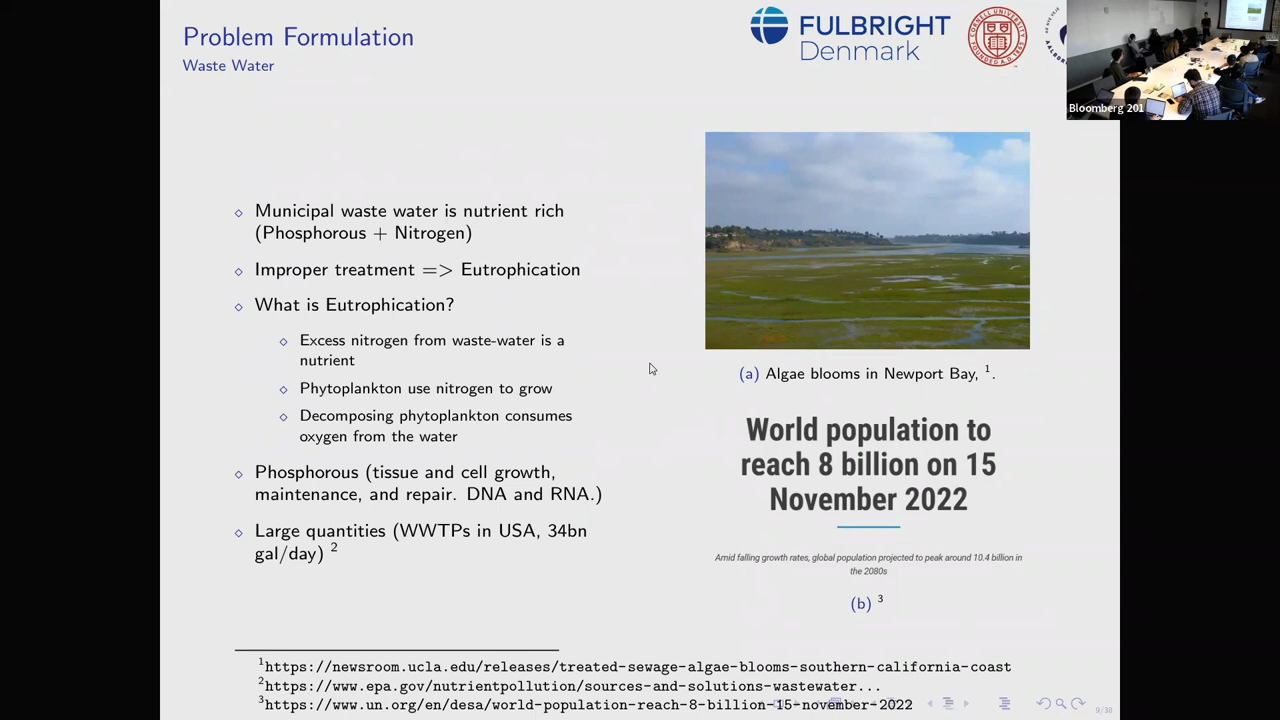 Problem Formulation
Waste Water
FULBRIGHT
Denmark
Bloomberg 201
Municipal waste water is nutrient rich
(Phosphorous + Nitrogen)
Improper treatment => Eutrophication
What is Eutrophication?
Excess nitrogen from waste-water is a
nutrient
Phytoplankton use nitrogen to grow
Decomposing phytoplankton consumes
oxygen from the water
Phosphorous (tissue and cell growth,
maintenance, and repair. DNA and RNA.)
Large quantities (WWTPs in USA, 34bn
gal/day) 2
(a) Algae blooms in Newport Bay, 1.
World population to
reach 8 billion on 15
November 2022
Amid falling growth rates, global population projected to peak around 10.4 billion in
the 2080s
(b) 3
1https://newsroom.ucla.edu/releases/treated-sewage-algae-blooms-southern-california-coast
2https://www.epa.gov/nutrientpollution/sources-and-solutions-wastewater...
3https://www.un.org/en/desa/world-population-reach-8-billion-15-november-2022
9/38